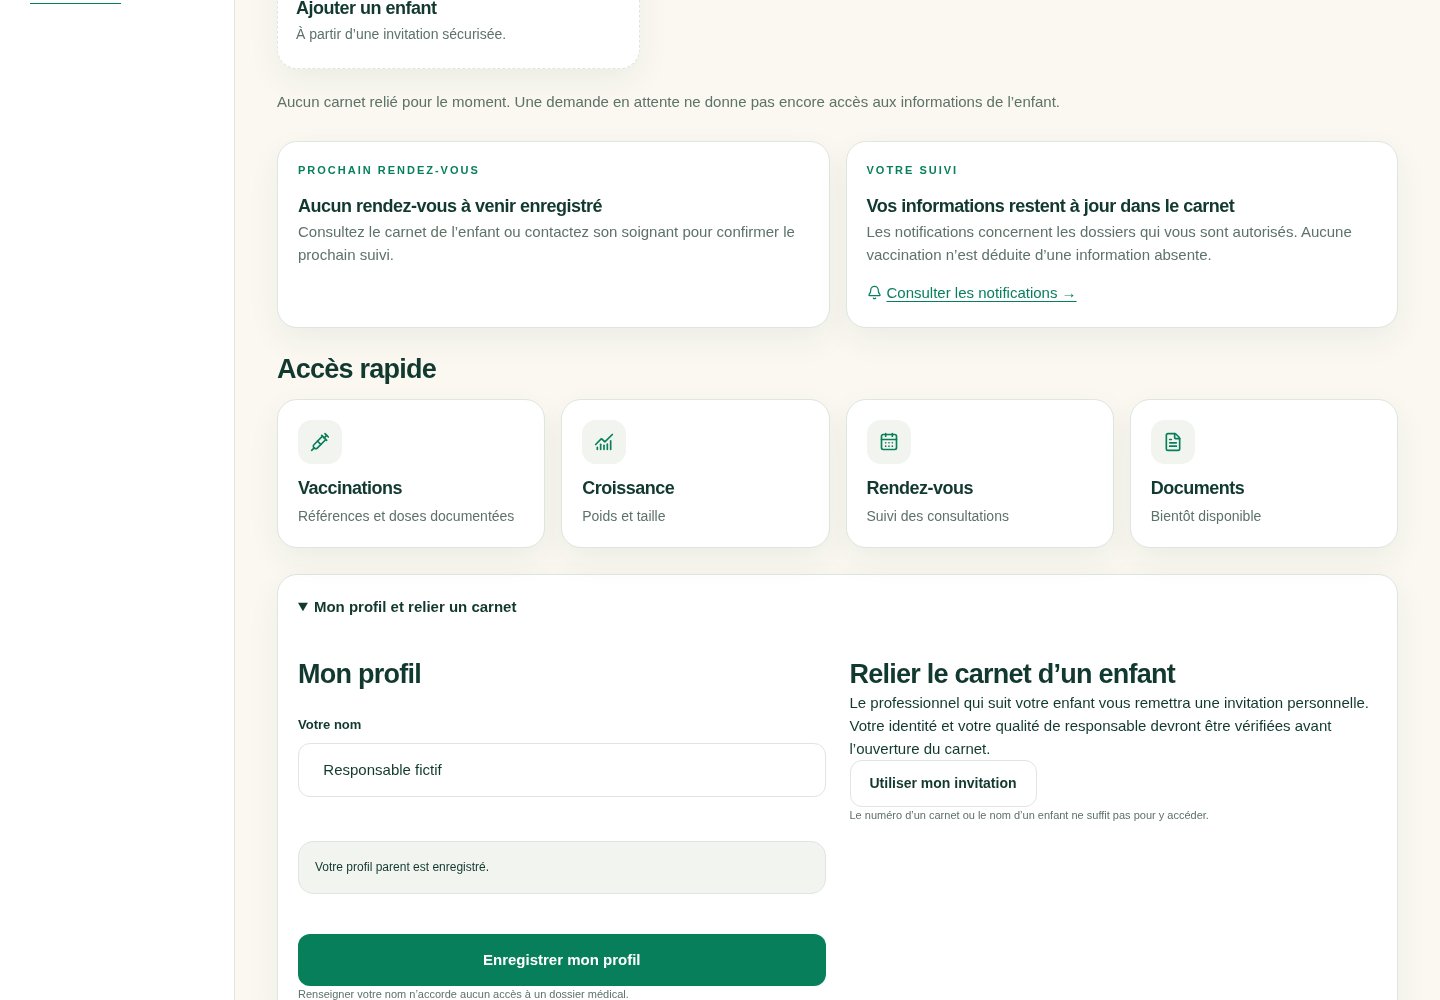 Ajouter un enfant
À partir d’une invitation sécurisée.
Aucun carnet relié pour le moment. Une demande en attente ne donne pas encore accès aux informations de l’enfant.
PROCHAIN RENDEZ-VOUS
Aucun rendez-vous à venir enregistré
Consultez le carnet de l’enfant ou contactez son soignant pour confirmer le
prochain suivi.
VOTRE SUIVI
Vos informations restent à jour dans le carnet
Les notifications concernent les dossiers qui vous sont autorisés. Aucune
vaccination n’est déduite d’une information absente.
Consulter les notifications →
Accès rapide
Vaccinations
Références et doses documentées
Croissance
Poids et taille
Rendez-vous
Suivi des consultations
Documents
Bientôt disponible
▼ Mon profil et relier un carnet
Mon profil
Votre nom
Responsable fictif
Votre profil parent est enregistré.
Enregistrer mon profil
Renseigner votre nom n’accorde aucun accès à un dossier médical.
Relier le carnet d’un enfant
Le professionnel qui suit votre enfant vous remettra une invitation personnelle.
Votre identité et votre qualité de responsable devront être vérifiées avant
l’ouverture du carnet.
Utiliser mon invitation
Le numéro d’un carnet ou le nom d’un enfant ne suffit pas pour y accéder.